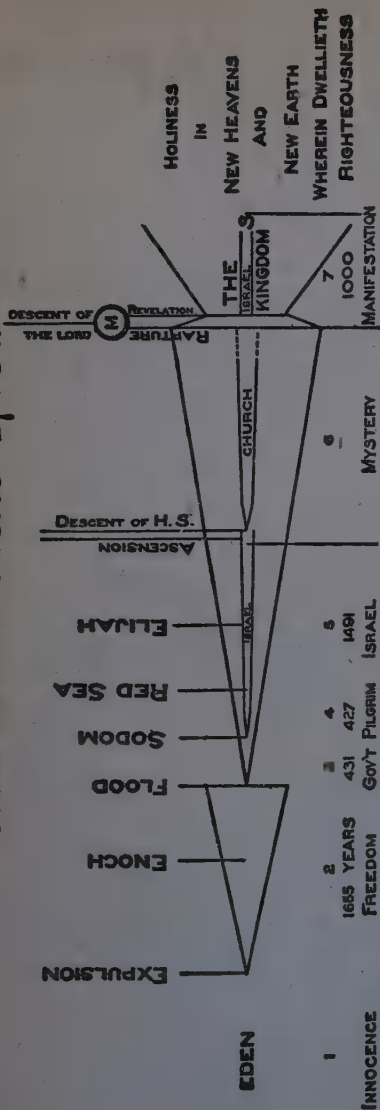 DESCENT OF
THE LORD
M
REVELATION
RAPTURE
DESCENT OF H.S.
ASCENSION
ELIJAH
RED SEA
SODOM
FLOOD
ENOCH
EXPULSION
EDEN
ISRAEL
CHURCH
THE
ISRAEL
KINGDOM
S
HOLINESS
IN
NEW HEAVENS
AND
NEW EARTH
WHEREIN DWELLIETH
RIGHTEOUSNESS
1 2 3 4 5 6 7
1655 YEARS 431 427 1491 1000
INNOCENCE FREEDOM GOV'T PILGRIM ISRAEL MYSTERY MANIFESTATION